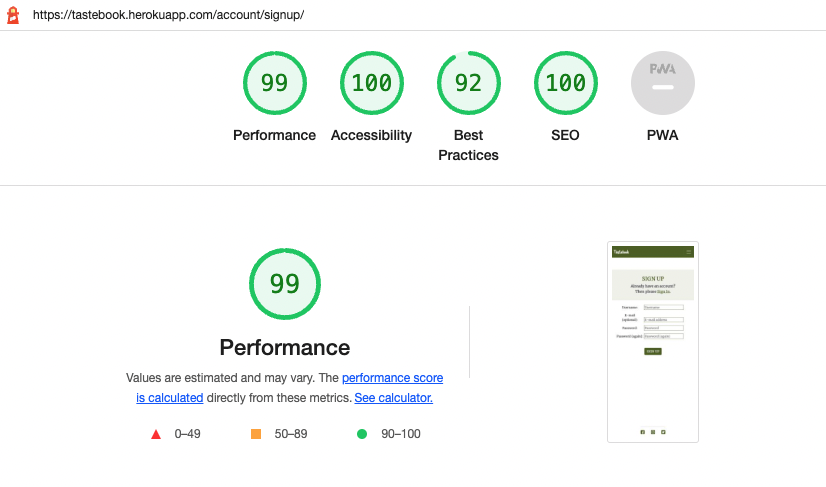 https://tastebook.herokuapp.com/account/signup/
99
100
92
100
PWA
Performance
Accessibility
Best
Practices
SEO
PWA
99
Performance
Values are estimated and may vary. The performance score
is calculated directly from these metrics. See calculator.
0–49
50–89
90–100
Tastebook
SIGN UP
Already have an account?
Then please Sign In.
Username:
Username
E-mail
(optional):
E-mail address
Password:
Password
Password (again):
Password (again)
SIGN UP